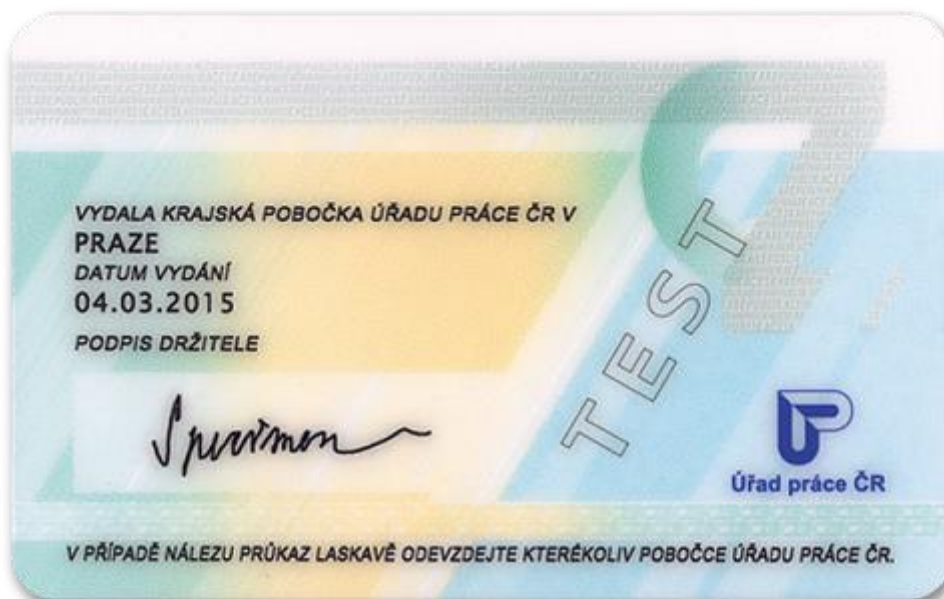 VYDALA KRAJSKÁ POBOČKA ÚŘADU PRÁCE ČR V
PRAZE
DATUM VYDÁNÍ
04.03.2015
PODPIS DRŽITELE
Specimen
TEST
Úřad práce ČR
V PŘÍPADĚ NÁLEZU PRŮKAZ LASKAVĚ ODEVZDEJTE KTERÉKOLIV POBOČCE ÚŘADU PRÁCE ČR.